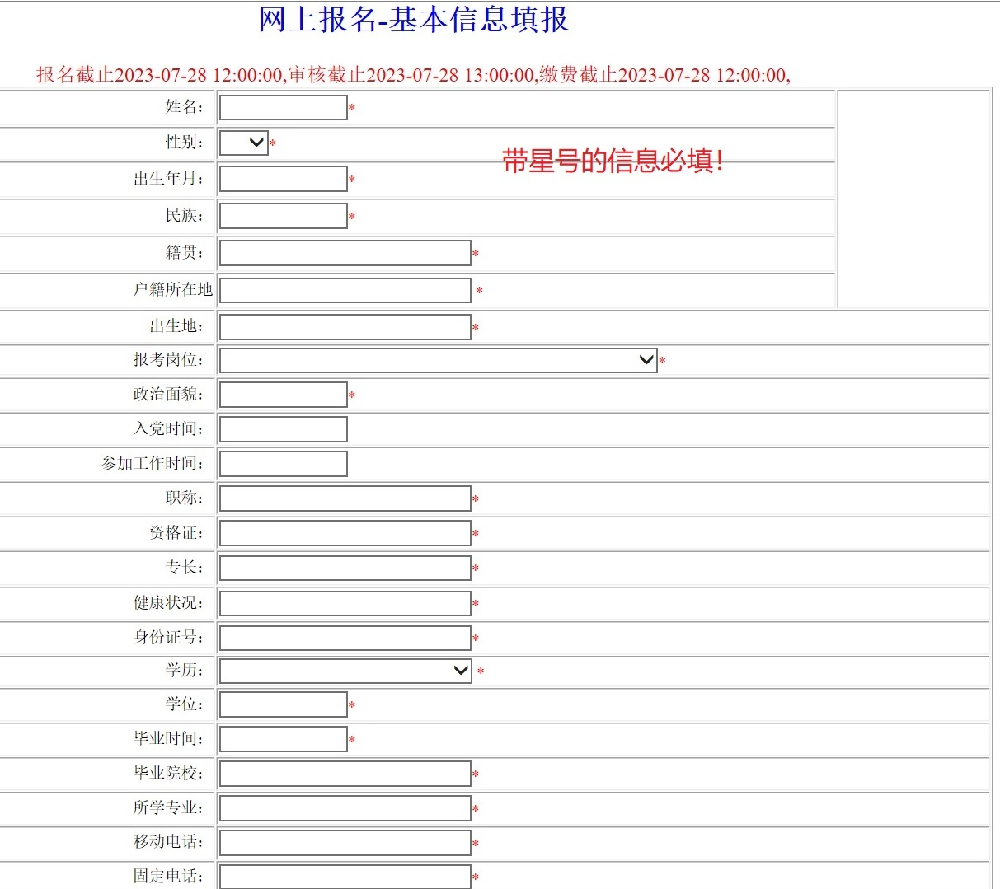 网上报名-基本信息填报
报名截止2023-07-28 12:00:00,审核截止2023-07-28 13:00:00,缴费截止2023-07-28 12:00:00,
姓名： *
性别： *
带星号的信息必填！
出生年月： *
民族： *
籍贯： *
户籍所在地 *
出生地： *
报考岗位： *
政治面貌： *
入党时间：
参加工作时间：
职称： *
资格证： *
专长： *
健康状况： *
身份证号： *
学历： *
学位： *
毕业时间： *
毕业院校： *
所学专业： *
移动电话： *
固定电话： *